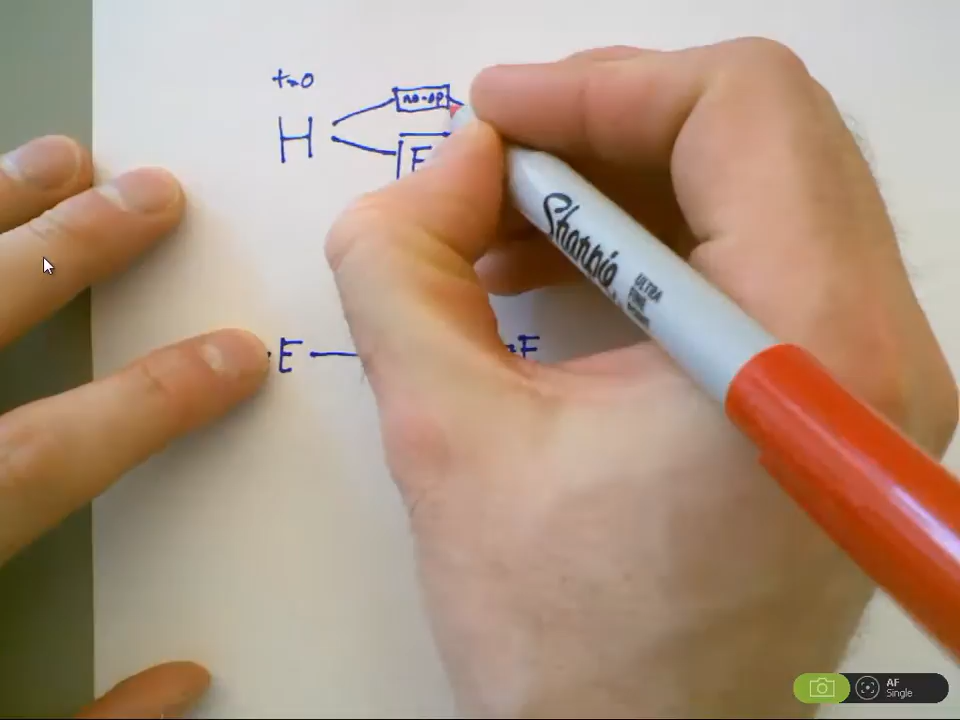 t=0
no-op
H
E
E
E
Sharpie
ULTRA
FINE
AF
Single